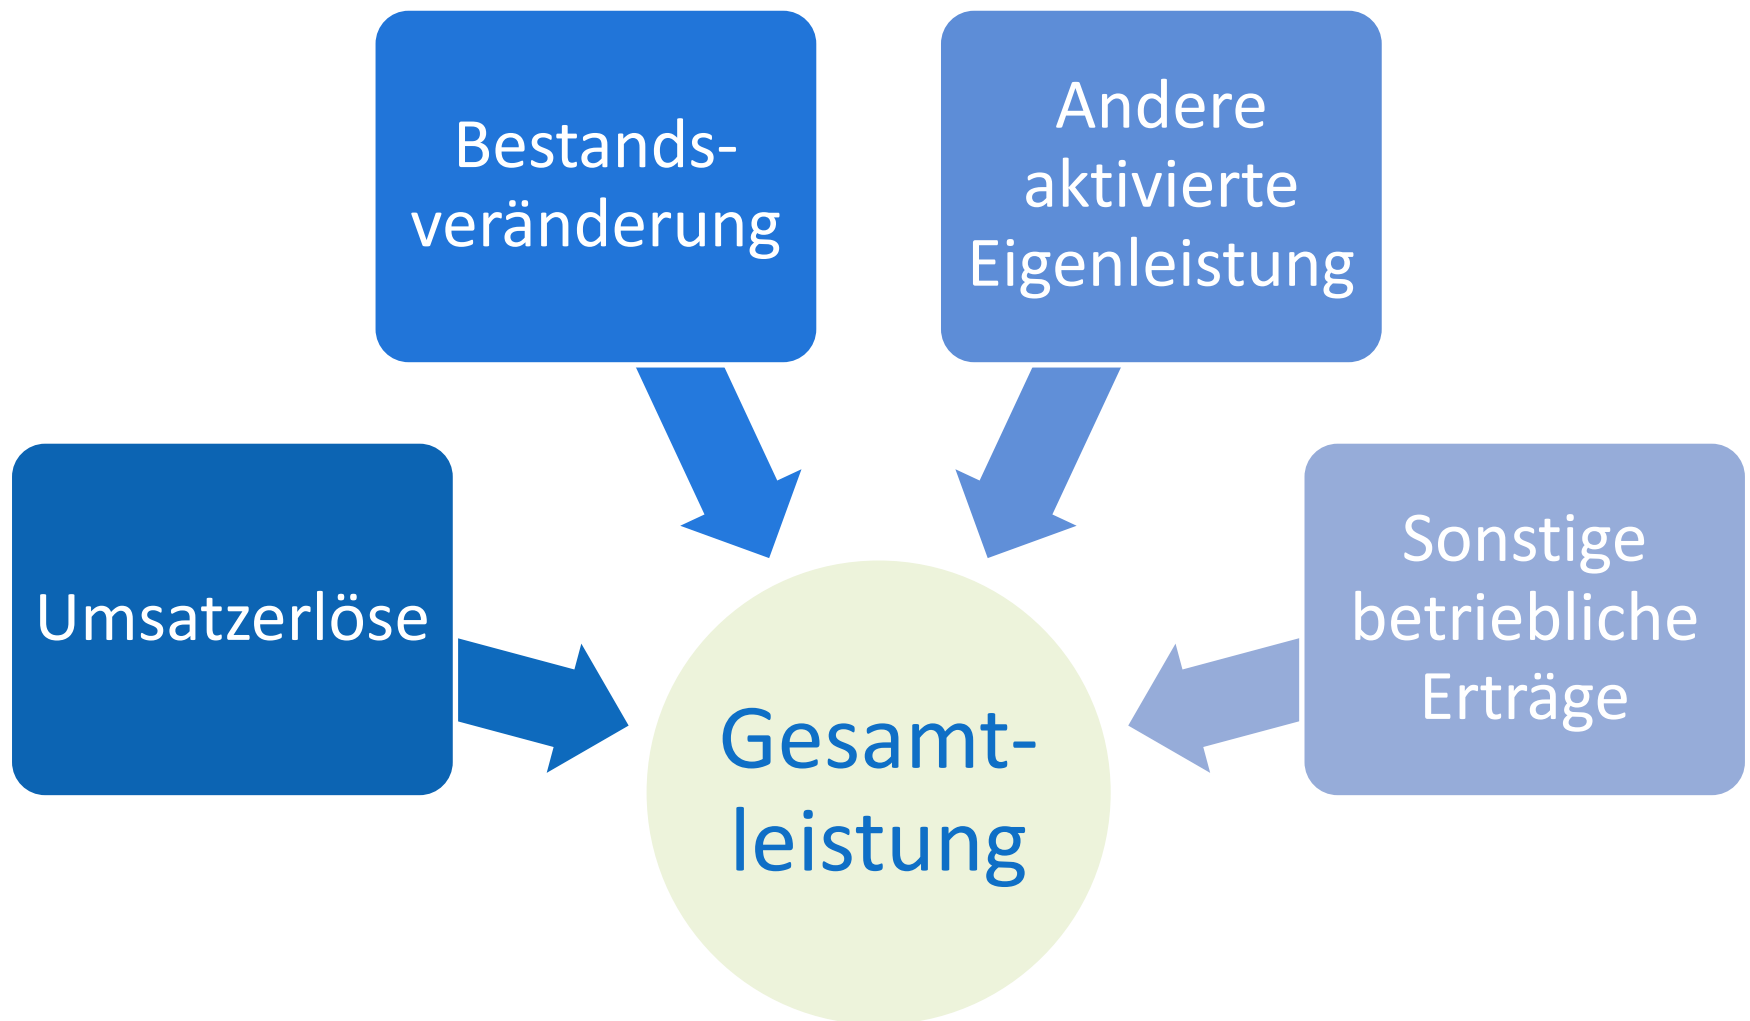 Umsatzerlöse
Bestands-
veränderung
Andere
aktivierte
Eigenleistung
Sonstige
betriebliche
Erträge
Gesamt-
leistung